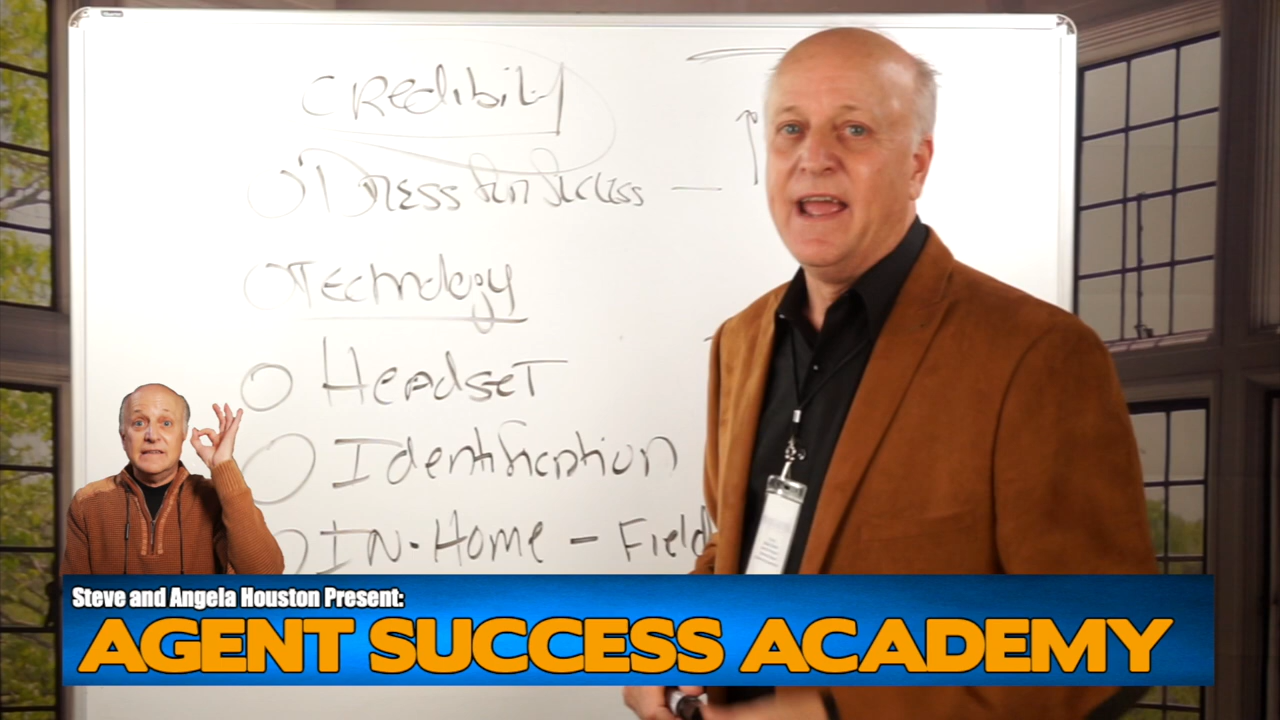 Credibility
Dress for Success —
Technology
Headset
Identification
IN-Home - Field
Steve and Angela Houston Present:
AGENT SUCCESS ACADEMY